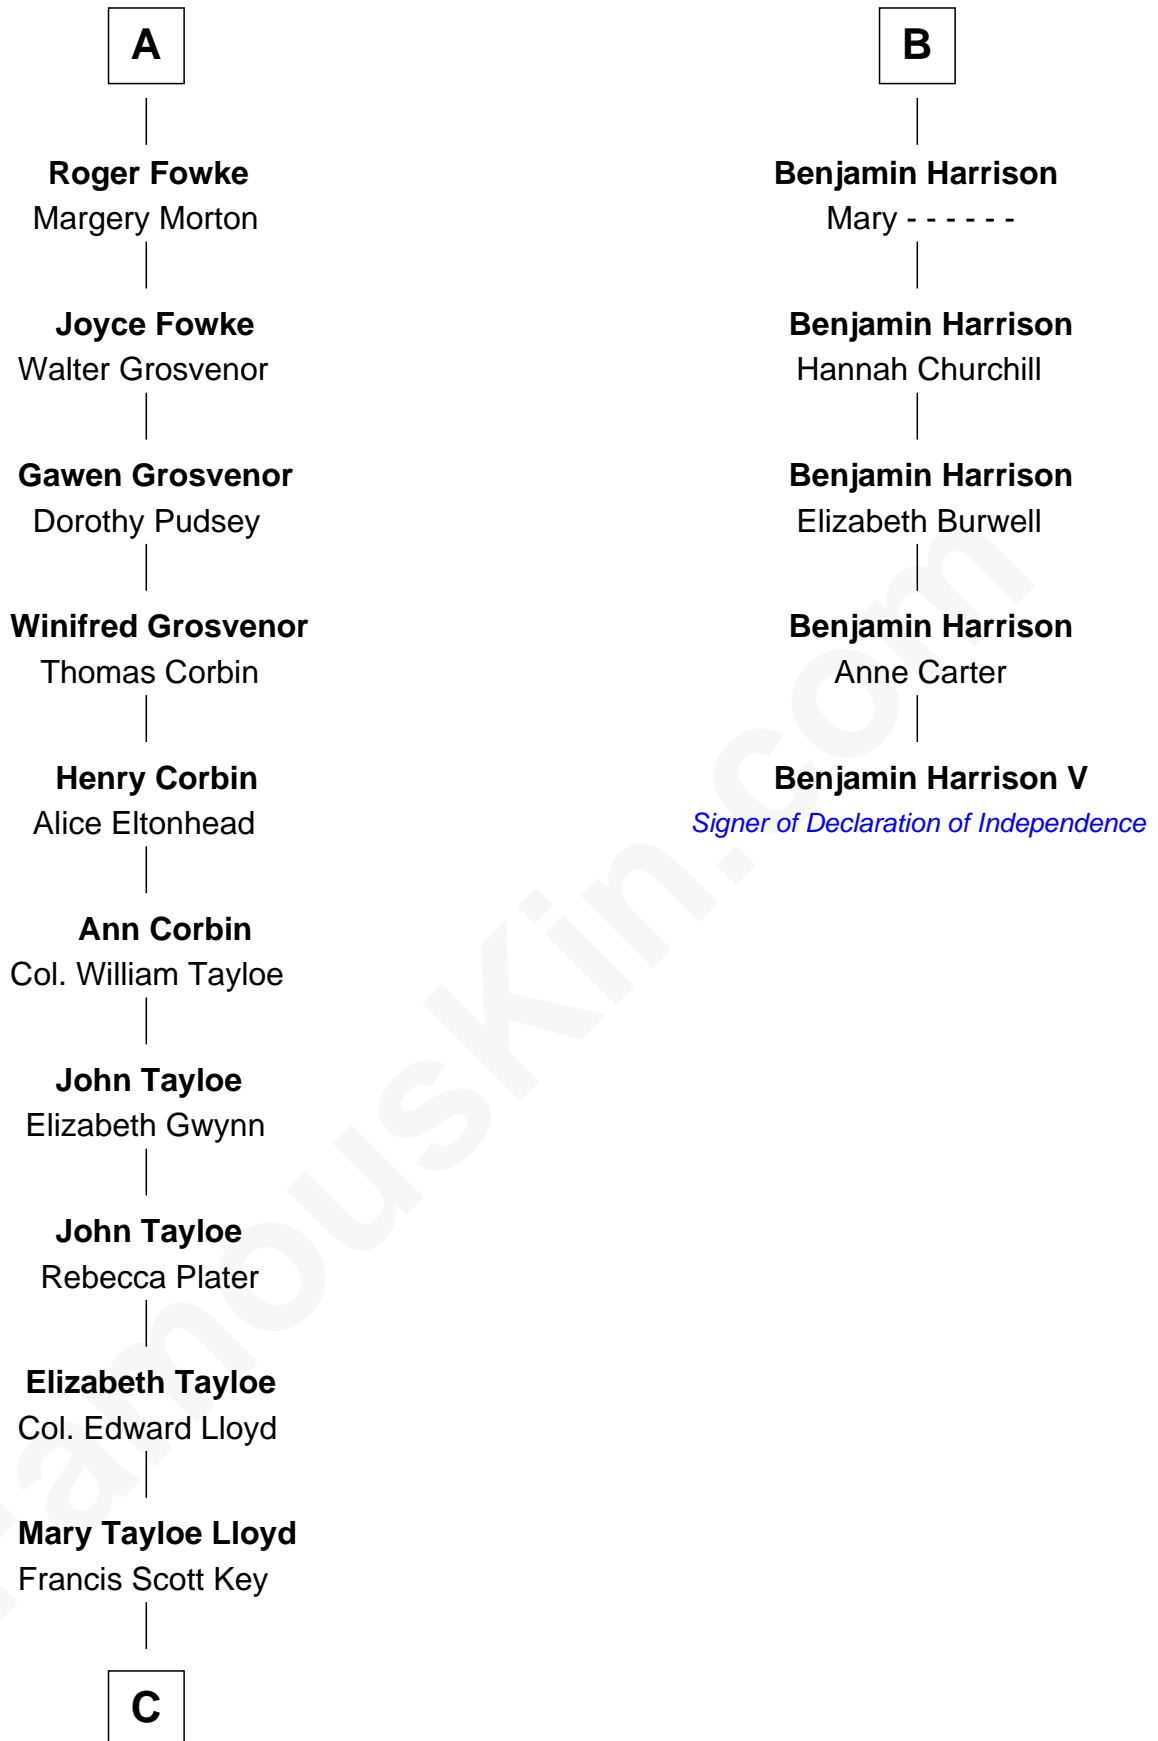 A
Roger Fowke
Margery Morton
Joyce Fowke
Walter Grosvenor
Gawen Grosvenor
Dorothy Pudsey
Winifred Grosvenor
Thomas Corbin
Henry Corbin
Alice Eltonhead
Ann Corbin
Col. William Tayloe
John Tayloe
Elizabeth Gwynn
John Tayloe
Rebecca Plater
Elizabeth Tayloe
Col. Edward Lloyd
Mary Tayloe Lloyd
Francis Scott Key
C
B
Benjamin Harrison
Mary - - - - - -
Benjamin Harrison
Hannah Churchill
Benjamin Harrison
Elizabeth Burwell
Benjamin Harrison
Anne Carter
Benjamin Harrison V
Signer of Declaration of Independence
FamousKin.com